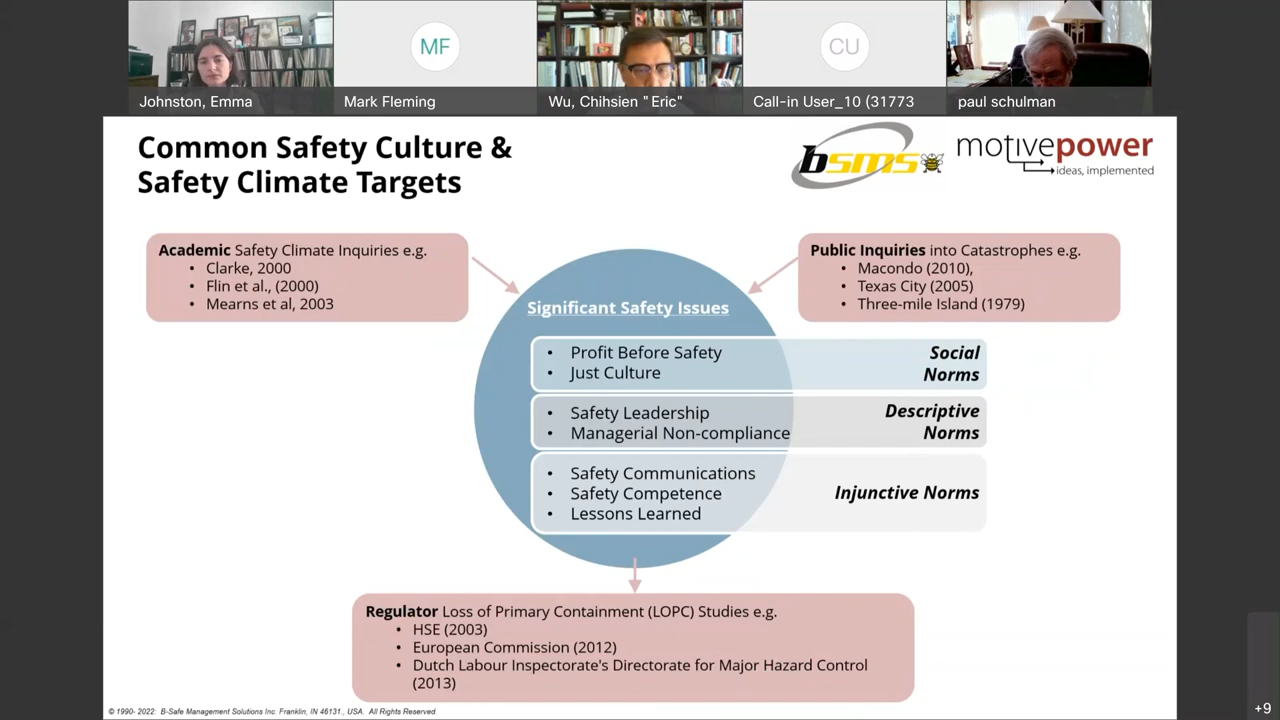 MF
CU
Johnston, Emma
Mark Fleming
Wu, Chihsien "Eric"
Call-in User_10 (31773
paul schulman
Common Safety Culture &
Safety Climate Targets
bsms
motivepower
ideas, implemented
Academic Safety Climate Inquiries e.g.
• Clarke, 2000
• Flin et al., (2000)
• Mearns et al, 2003
Public Inquiries into Catastrophes e.g.
• Macondo (2010),
• Texas City (2005)
• Three-mile Island (1979)
Significant Safety Issues
• Profit Before Safety
• Just Culture
Social
Norms
• Safety Leadership
• Managerial Non-compliance
Descriptive
Norms
• Safety Communications
• Safety Competence
• Lessons Learned
Injunctive Norms
Regulator Loss of Primary Containment (LOPC) Studies e.g.
• HSE (2003)
• European Commission (2012)
• Dutch Labour Inspectorate's Directorate for Major Hazard Control
(2013)
© 1990- 2022: B-Safe Management Solutions Inc. Franklin, IN 46131., USA. All Rights Reserved.
+9